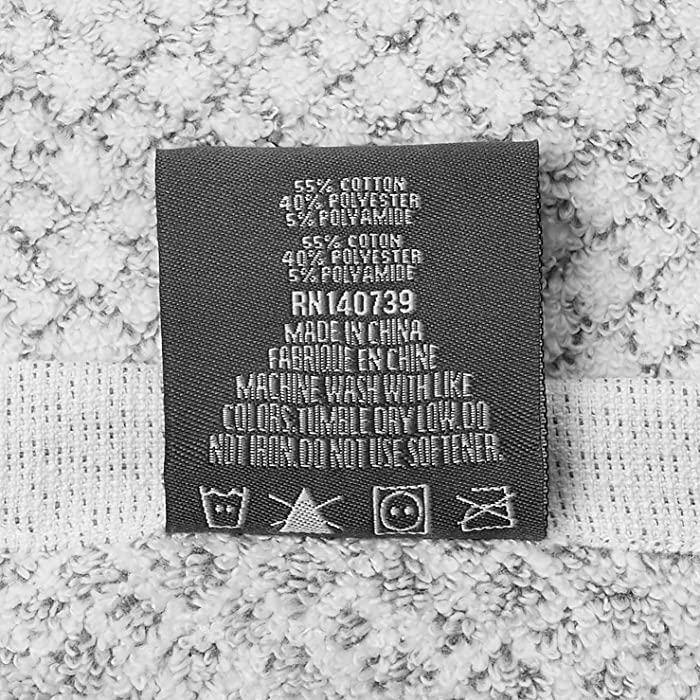 55% COTTON
40% POLYESTER
5% POLYAMIDE
55% COTON
40% POLYESTER
5% POLYAMIDE
RN140739
MADE IN CHINA
FABRIQUE EN CHINE
MACHINE WASH WITH LIKE
COLORS. TUMBLE DRY LOW. DO
NOT IRON. DO NOT USE SOFTENER.